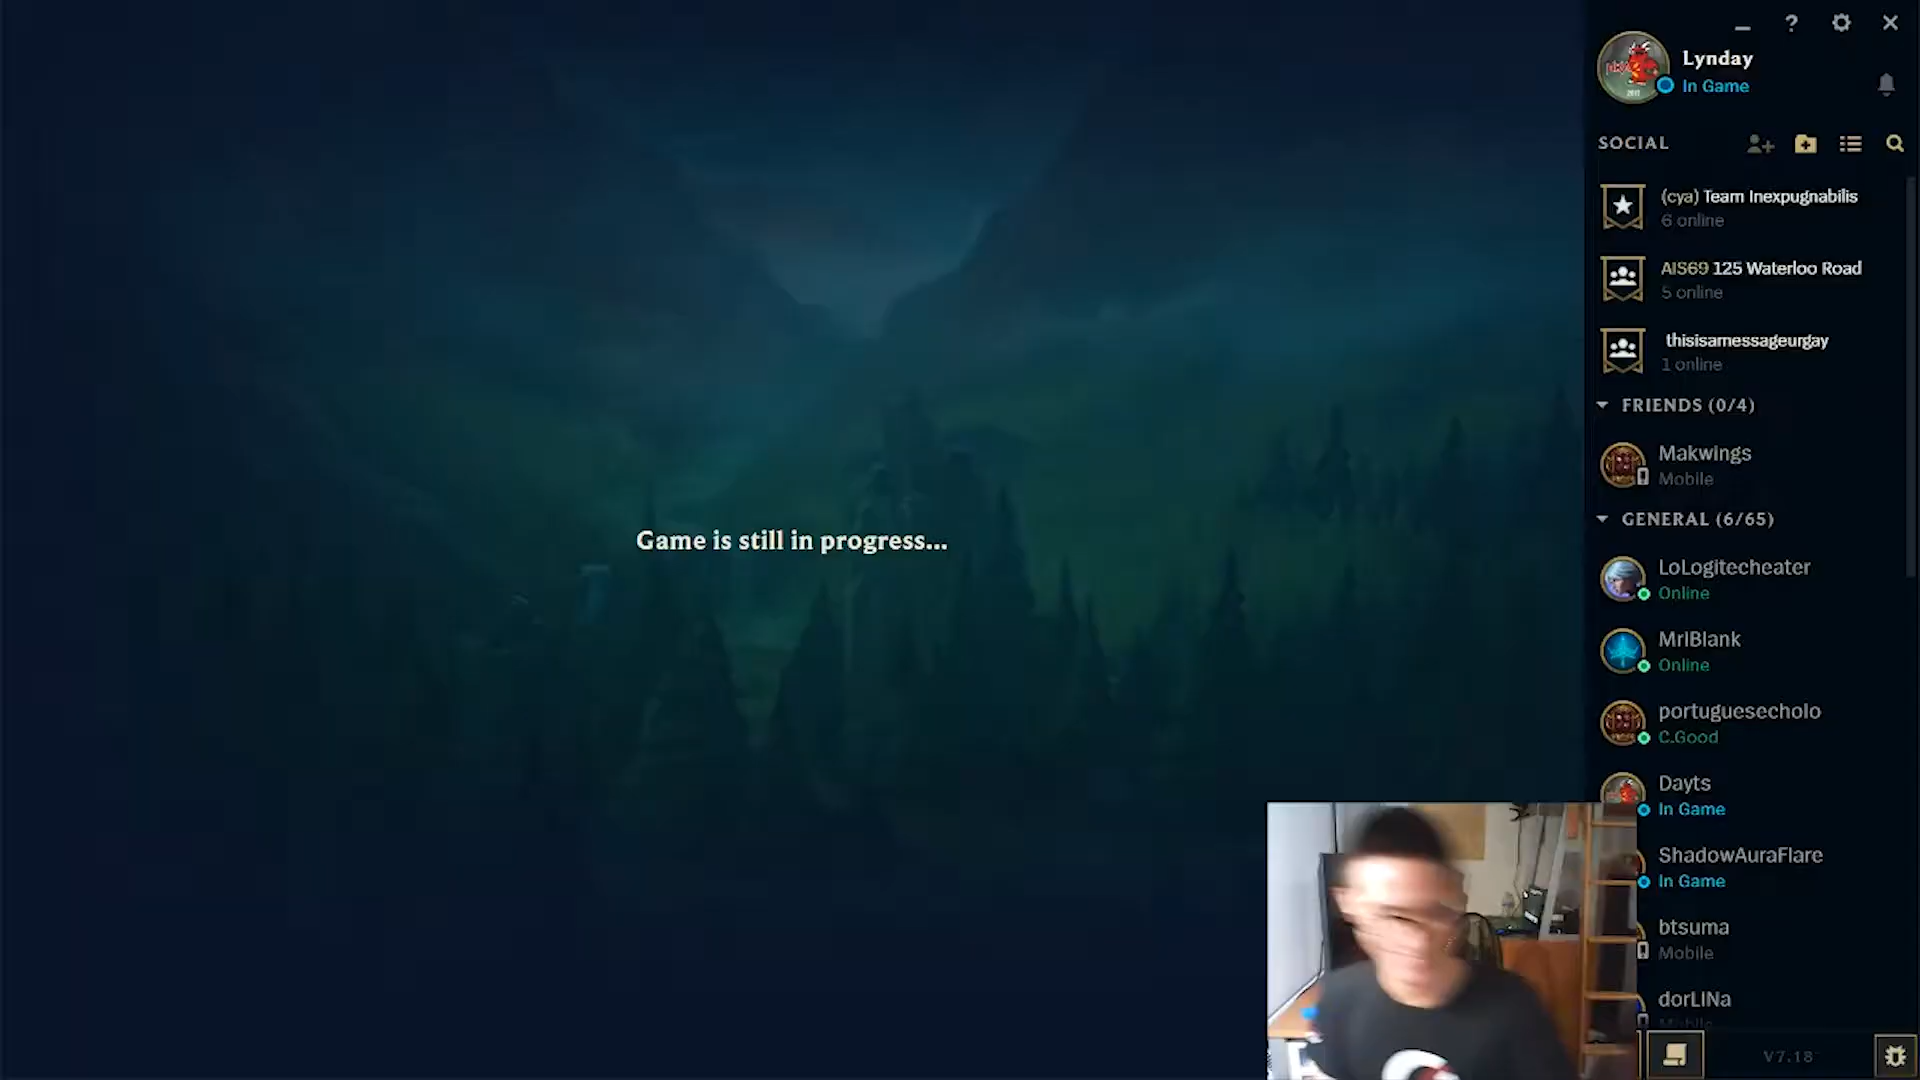 ?
Lynday
In Game
SOCIAL
(cya) Team Inexpugnabilis
6 online
AIS69 125 Waterloo Road
5 online
thisisamessageurgay
1 online
FRIENDS (0/4)
Makwings
Mobile
GENERAL (6/65)
Game is still in progress...
LoLogitecheater
Online
MrIBlank
Online
portuguesecholo
C.Good
Dayts
In Game
ShadowAuraFlare
In Game
btsuma
Mobile
dorLINa
Mobile
V7.18